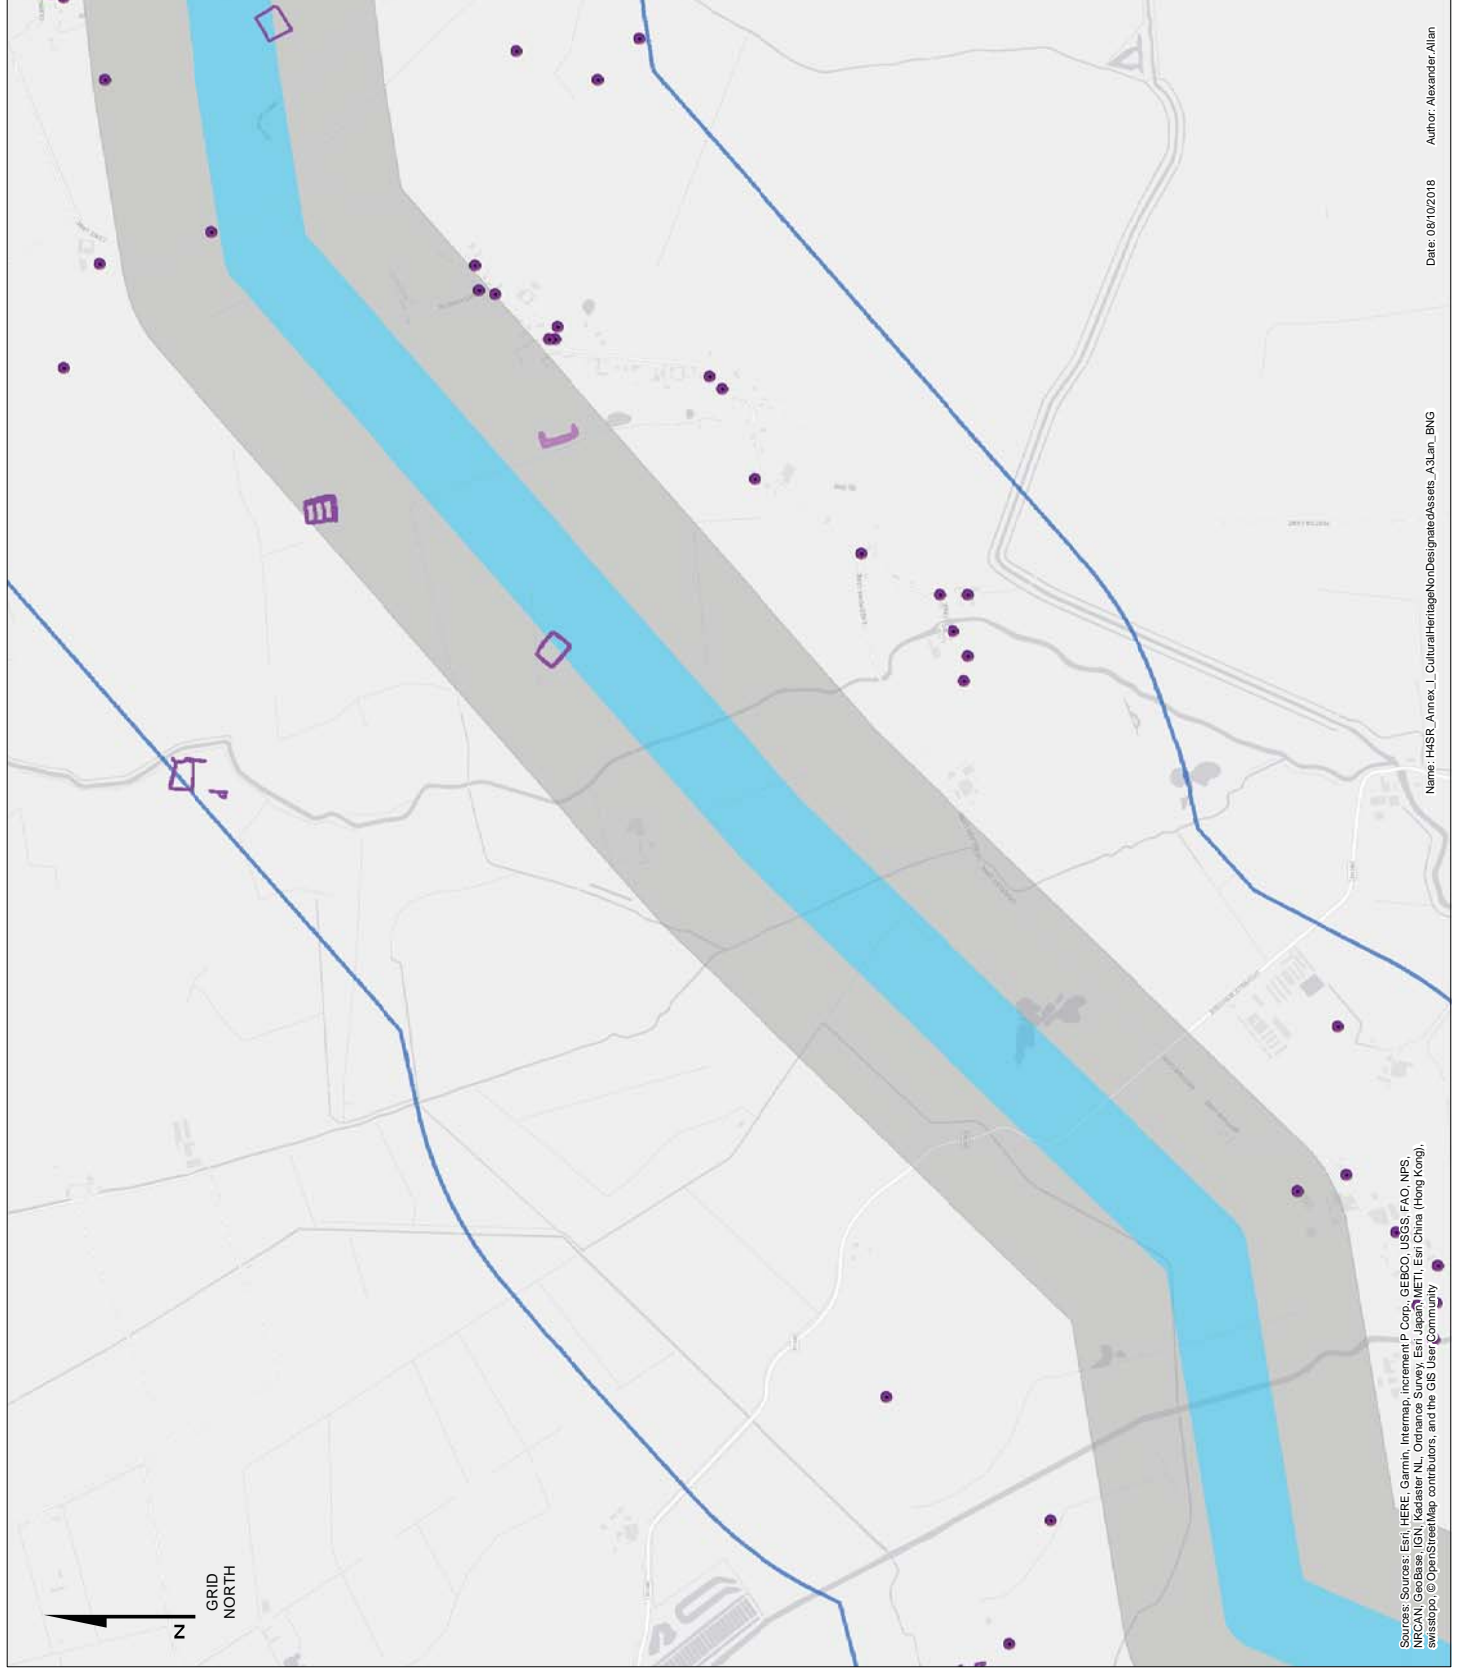 GRID
NORTH
N
Sources: Sources: Esri, HERE, Garmin, Intermap, increment P Corp., GEBCO, USGS, FAO, NPS,
NRCAN, GeoBase, IGN, Kadaster NL, Ordnance Survey, Esri Japan, METI, Esri China (Hong Kong),
swisstopo, © OpenStreetMap contributors, and the GIS User Community
Name: H4SR_Annex_I_CulturalHeritageNonDesignatedAssets_A3Lan_BNG
Date: 08/10/2018
Author: Alexander.Allan